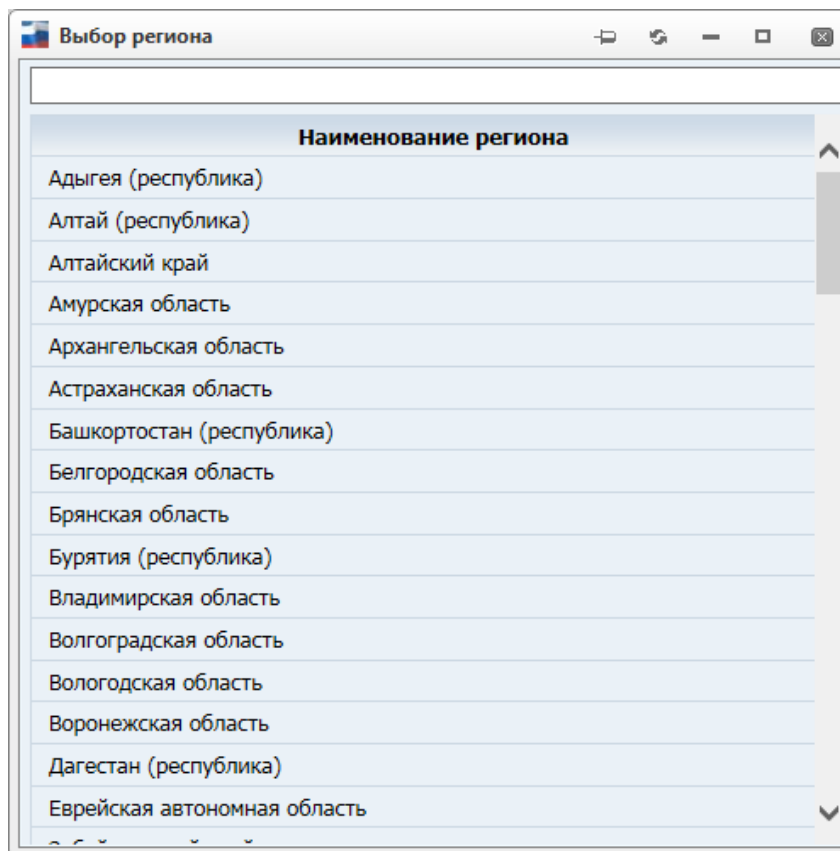 Выбор региона
Наименование региона
Адыгея (республика)
Алтай (республика)
Алтайский край
Амурская область
Архангельская область
Астраханская область
Башкортостан (республика)
Белгородская область
Брянская область
Бурятия (республика)
Владимирская область
Волгоградская область
Вологодская область
Воронежская область
Дагестан (республика)
Еврейская автономная область